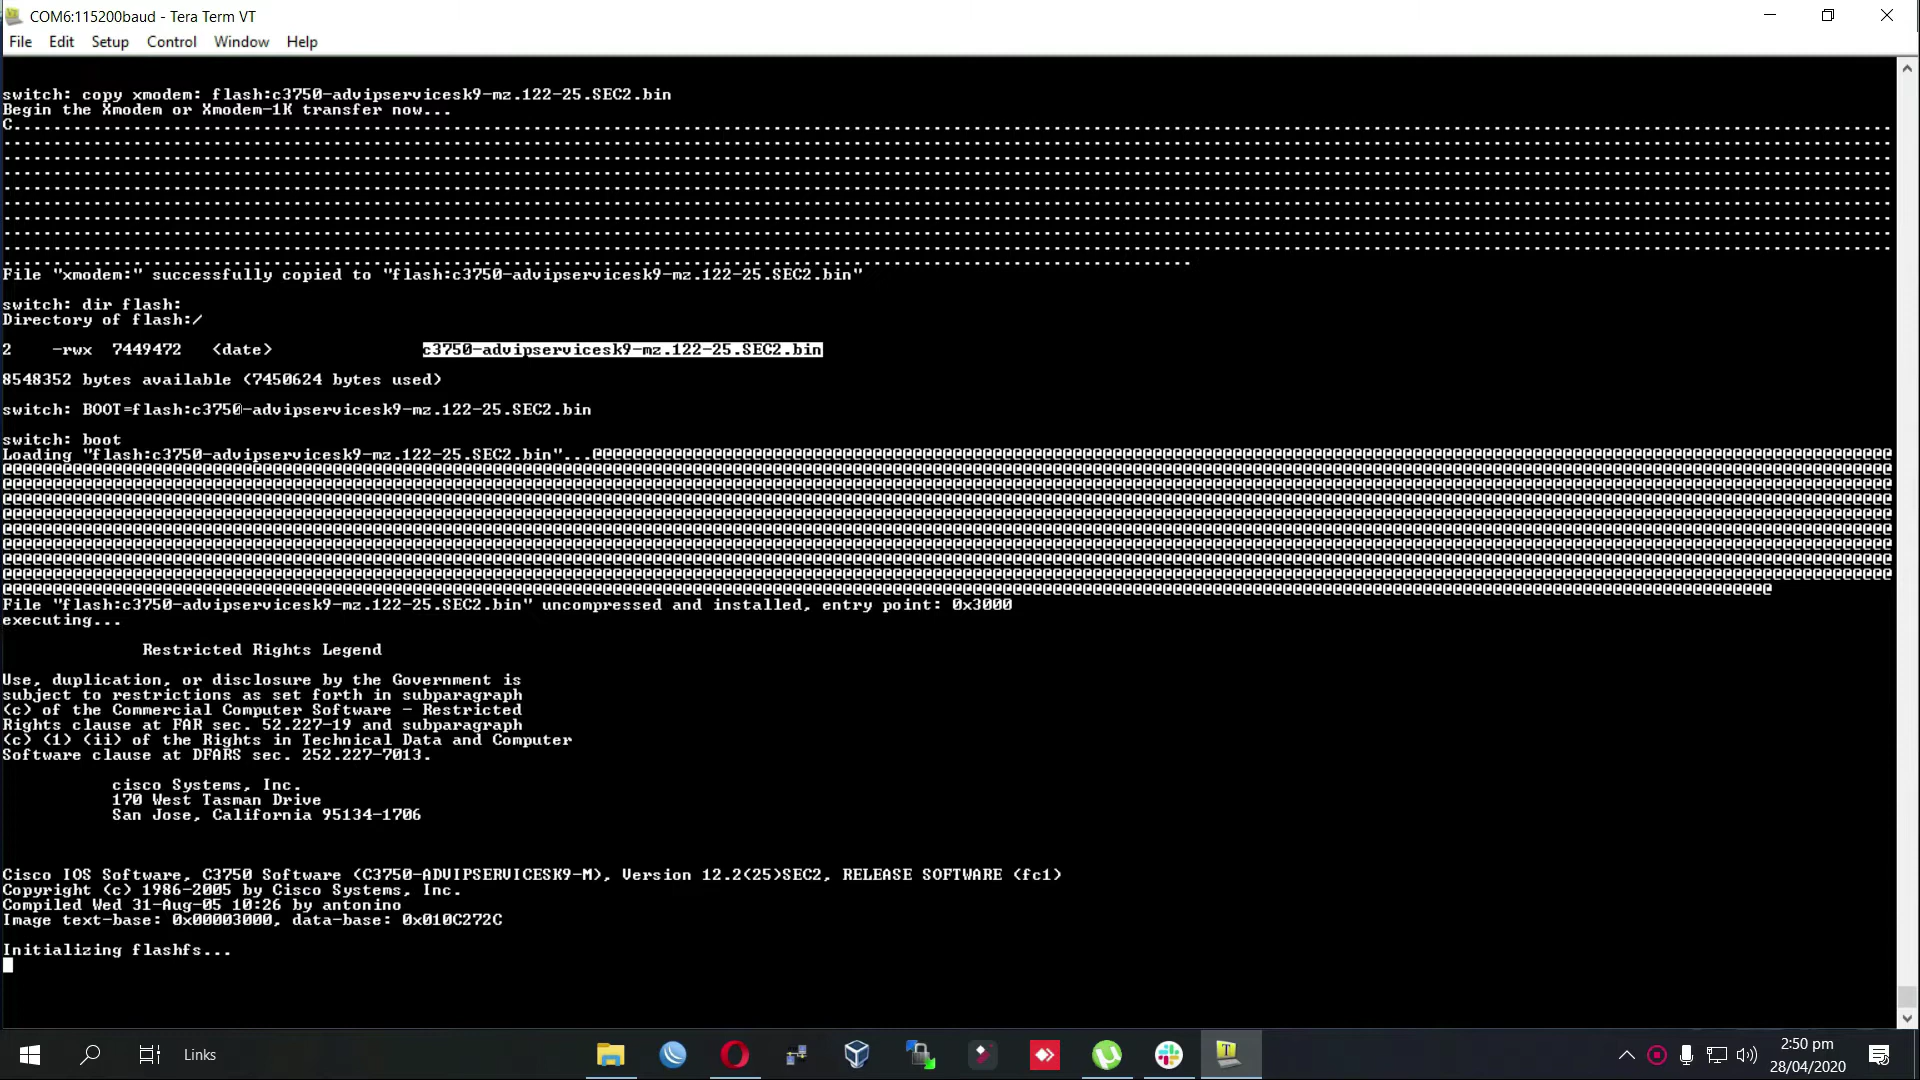 COM6:115200baud - Tera Term VT
File Edit Setup Control Window Help
switch: copy xmodem: flash:c3750-advipservicesk9-mz.122-25.SEC2.bin
Begin the Xmodem or Xmodem-1K transfer now...
C...
File "xmodem:" successfully copied to "flash:c3750-advipservicesk9-mz.122-25.SEC2.bin"
switch: dir flash:
Directory of flash:/
2 -rwx 7449472 <date> c3750-advipservicesk9-mz.122-25.SEC2.bin
8548352 bytes available (7450624 bytes used)
switch: BOOT=flash:c3750-advipservicesk9-mz.122-25.SEC2.bin
switch: boot
Loading "flash:c3750-advipservicesk9-mz.122-25.SEC2.bin"...@@@@@@@@@@
File "flash:c3750-advipservicesk9-mz.122-25.SEC2.bin" uncompressed and installed, entry point: 0x3000
executing...
Restricted Rights Legend
Use, duplication, or disclosure by the Government is
subject to restrictions as set forth in subparagraph
(c) of the Commercial Computer Software - Restricted
Rights clause at FAR sec. 52.227-19 and subparagraph
(c) (1) (ii) of the Rights in Technical Data and Computer
Software clause at DFARS sec. 252.227-7013.
cisco Systems, Inc.
170 West Tasman Drive
San Jose, California 95134-1706
Cisco IOS Software, C3750 Software (C3750-ADVIPSERVICESK9-M), Version 12.2(25)SEC2, RELEASE SOFTWARE (fc1)
Copyright (c) 1986-2005 by Cisco Systems, Inc.
Compiled Wed 31-Aug-05 10:26 by antonino
Image text-base: 0x00003000, data-base: 0x010C272C
Initializing flashfs...
Links
2:50 pm
28/04/2020